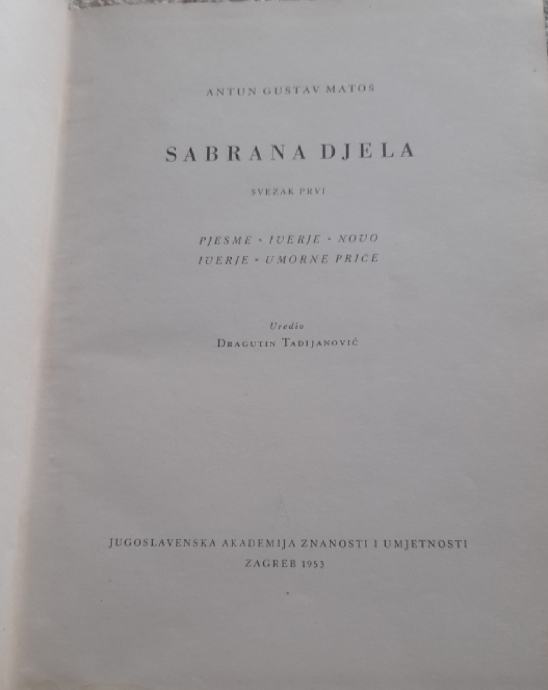 ANTUN GUSTAV MATOŠ
SABRANA DJELA
SVEZAK PRVI
PJESME • IVERJE • NOVO
IVERJE • UMORNE PRIČE
Uredio
DRAGUTIN TADIJANOVIĆ
JUGOSLAVENSKA AKADEMIJA ZNANOSTI I UMJETNOSTI
ZAGREB 1953